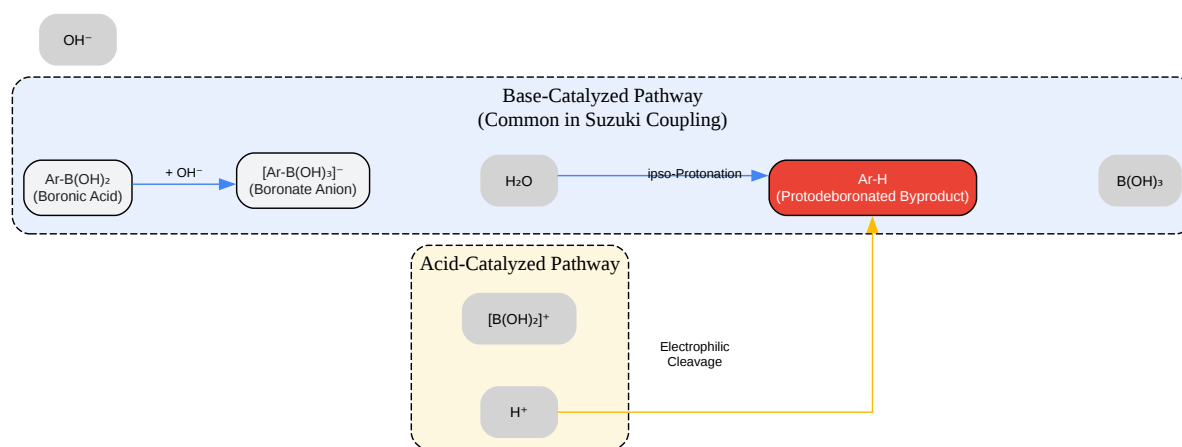 OH⁻
Base-Catalyzed Pathway
(Common in Suzuki Coupling)
Ar-B(OH)₂
(Boronic Acid)
+ OH⁻
[Ar-B(OH)₃]⁻
(Boronate Anion)
H₂O
ipso-Protonation
Ar-H
(Protodeboronated Byproduct)
B(OH)₃
Acid-Catalyzed Pathway
[B(OH)₂]⁺
Electrophilic
Cleavage
H⁺